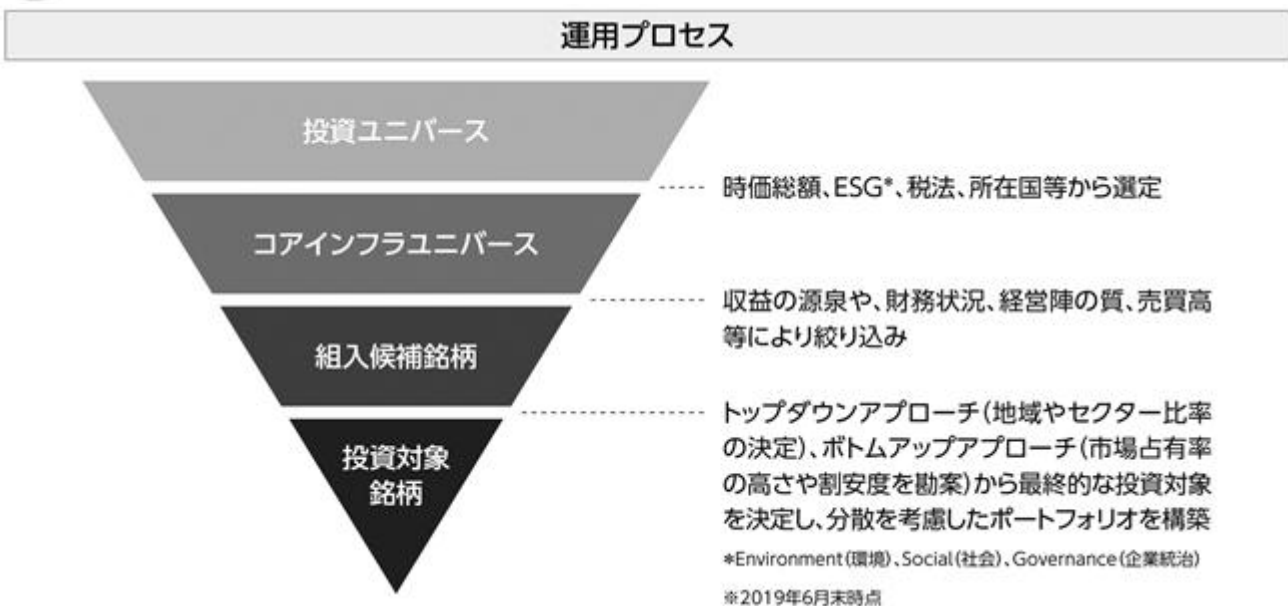 運用プロセス
投資ユニバース
時価総額、ESG*、税法、所在国等から選定
コアインフラユニバース
収益の源泉や、財務状況、経営陣の質、売買高
等により絞り込み
組入候補銘柄
トップダウンアプローチ(地域やセクター比率
の決定)、ボトムアップアプローチ(市場占有率
の高さや割安度を勘案)から最終的な投資対象
を決定し、分散を考慮したポートフォリオを構築
投資対象
銘柄
*Environment(環境)、Social(社会)、Governance(企業統治)
※2019年6月末時点